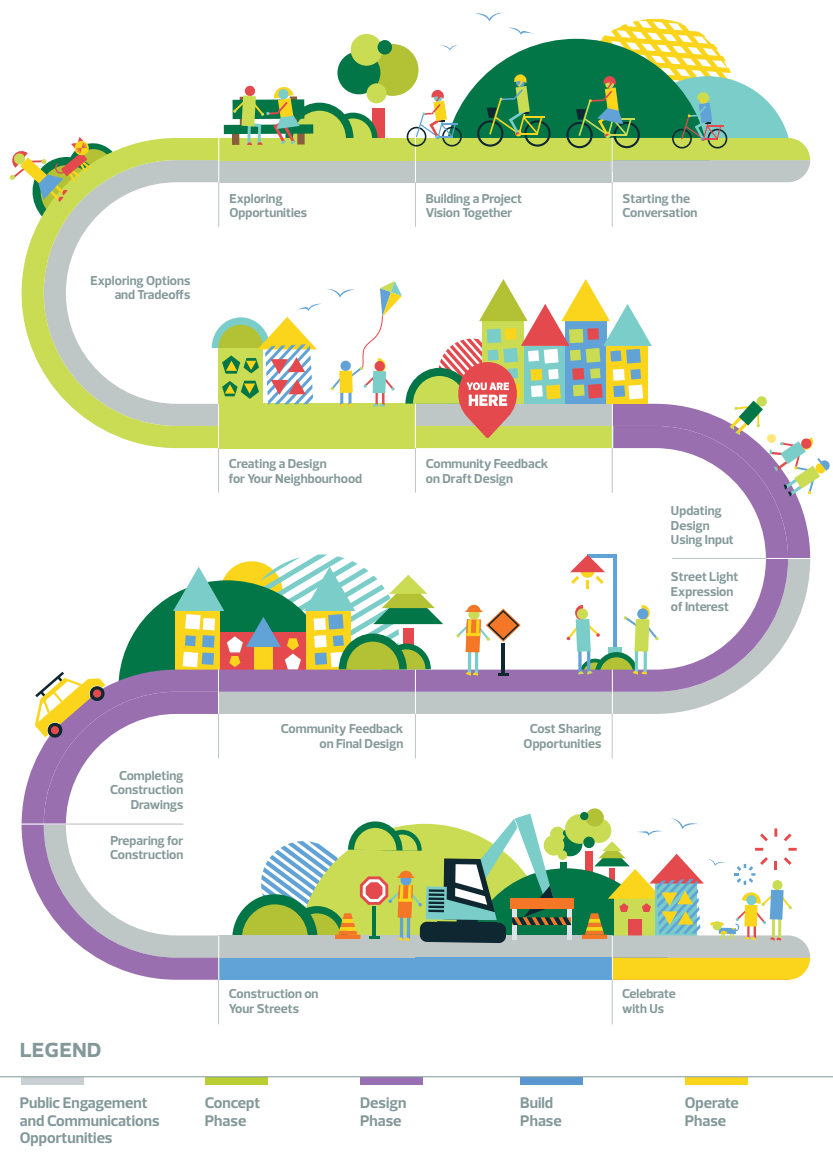 Exploring
Opportunities
Building a Project
Vision Together
Starting the
Conversation
Exploring Options
and Tradeoffs
YOU ARE
HERE
Creating a Design
for Your Neighbourhood
Community Feedback
on Draft Design
Updating
Design
Using Input
Street Light
Expression
of Interest
Community Feedback
on Final Design
Cost Sharing
Opportunities
Completing
Construction
Drawings
Preparing for
Construction
Construction on
Your Streets
Celebrate
with Us
LEGEND
Public Engagement
and Communications
Opportunities
Concept
Phase
Design
Phase
Build
Phase
Operate
Phase